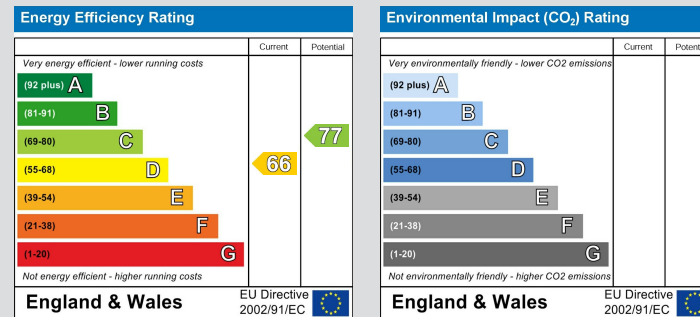 Energy Efficiency Rating
Current Potential
Very energy efficient - lower running costs
(92 plus) A
(81-91) B
(69-80) C
77
(55-68) D
66
(39-54) E
(21-38) F
(1-20) G
Not energy efficient - higher running costs
England & Wales
EU Directive
2002/91/EC
Environmental Impact (CO₂) Rating
Current Potent
Very environmentally friendly - lower CO2 emissions
(92 plus) A
(81-91) B
(69-80) C
(55-68) D
(39-54) E
(21-38) F
(1-20) G
Not environmentally friendly - higher CO2 emissions
England & Wales
EU Directive
2002/91/EC